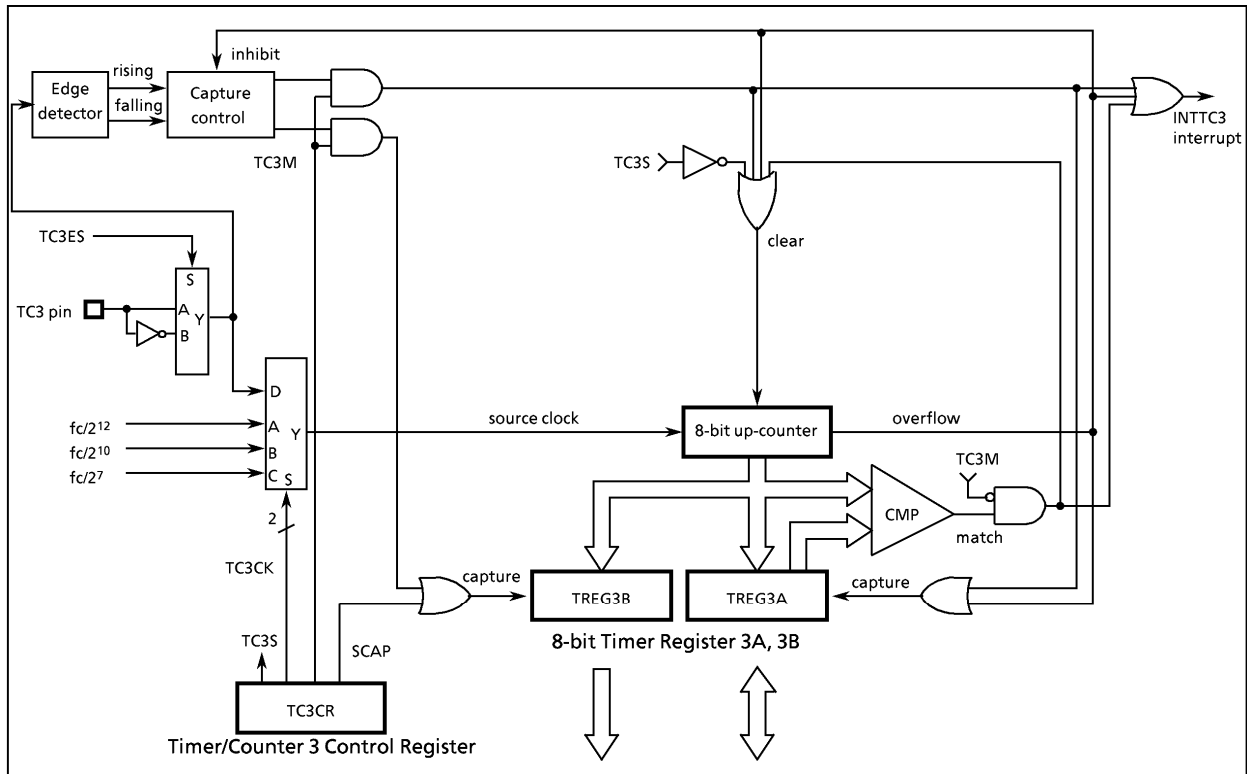 inhibit
rising
Edge
detector
falling
Capture
control
TC3M
INTTC3
interrupt
TC3S
clear
TC3ES
S
TC3 pin
A
Y
B
D
fc/2¹²
A
Y
fc/2¹⁰
B
fc/2⁷
C
S
source clock
8-bit up-counter
overflow
TC3M
CMP
match
2
TC3CK
capture
TREG3B
TREG3A
capture
8-bit Timer Register 3A, 3B
TC3S
SCAP
TC3CR
Timer/Counter 3 Control Register